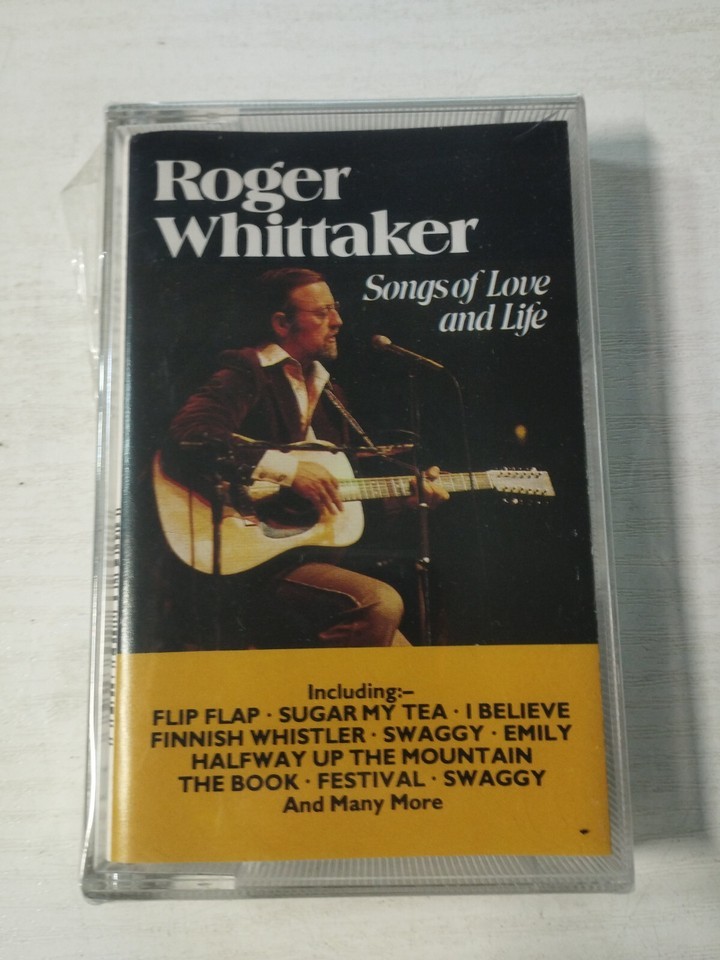 Roger
Whittaker
Songs of Love
and Life
Including:–
FLIP FLAP · SUGAR MY TEA · I BELIEVE
FINNISH WHISTLER · SWAGGY · EMILY
HALFWAY UP THE MOUNTAIN
THE BOOK · FESTIVAL · SWAGGY
And Many More